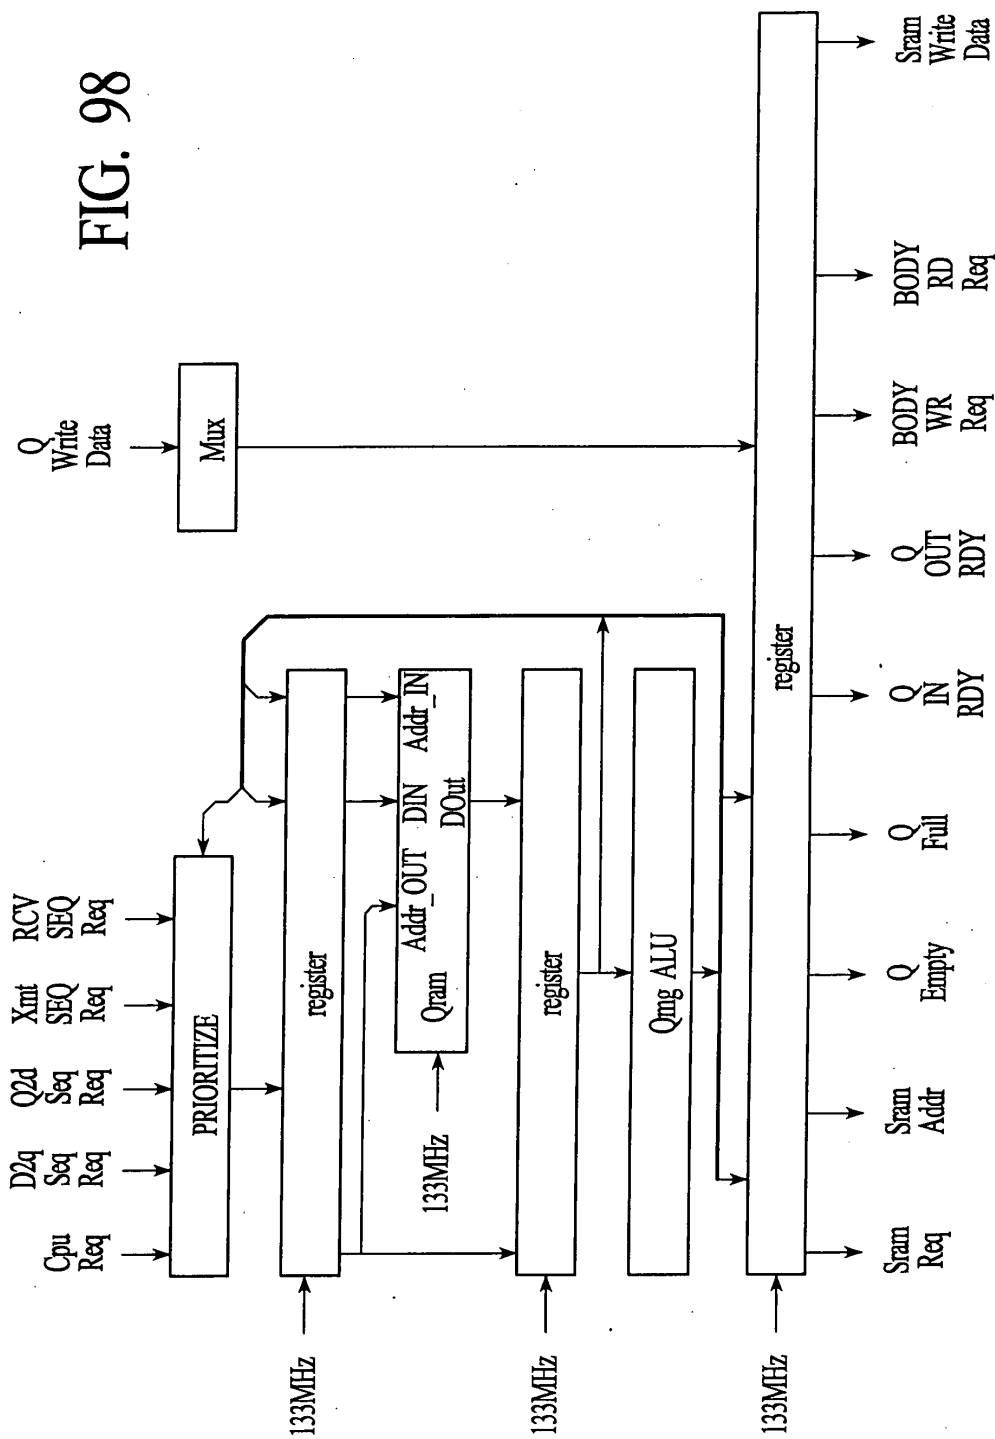 FIG. 98
Cpu
Req
D2q
Seq
Req
Q2d
Seq
Req
Xmt
SEQ
Req
RCV
SEQ
Req
Q
Write
Data
PRIORITIZE
Mux
133MHz
register
133MHz
Qram
Addr_OUT
DIN
Addr_IN
DOut
133MHz
register
Qmg ALU
133MHz
register
Sram
Req
Sram
Addr
Q
Empty
Q
Full
Q
IN
RDY
Q
OUT
RDY
BODY
WR
Req
BODY
RD
Req
Sram
Write
Data